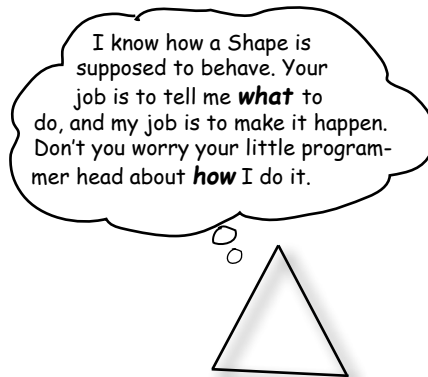 I know how a Shape is
supposed to behave. Your
job is to tell me what to
do, and my job is to make it happen.
Don't you worry your little program-
mer head about how I do it.